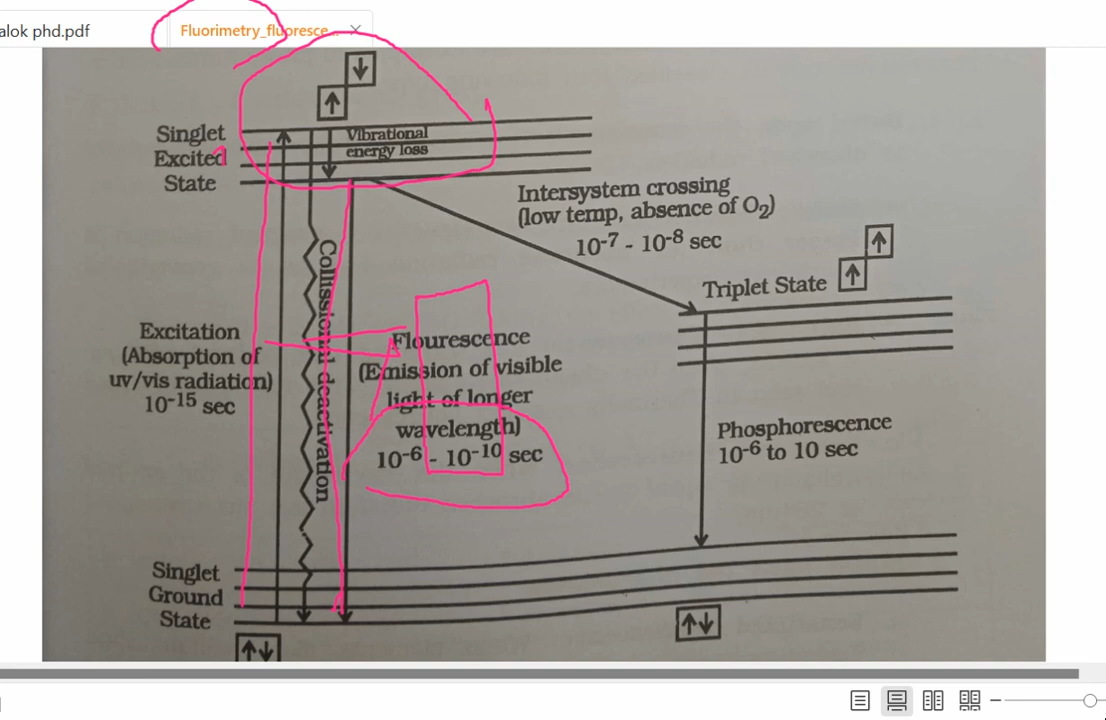 alok phd.pdf
Fluorimetry_fluoresce...
Singlet
Excited
State
Vibrational
energy loss
Intersystem crossing
(low temp, absence of O₂)
10⁻⁷ - 10⁻⁸ sec
Triplet State
Collissional deactivation
Excitation
(Absorption of
uv/vis radiation)
10⁻¹⁵ sec
Flourescence
(Emission of visible
light of longer
wavelength)
10⁻⁶ - 10⁻¹⁰ sec
Phosphorescence
10⁻⁶ to 10 sec
Singlet
Ground
State